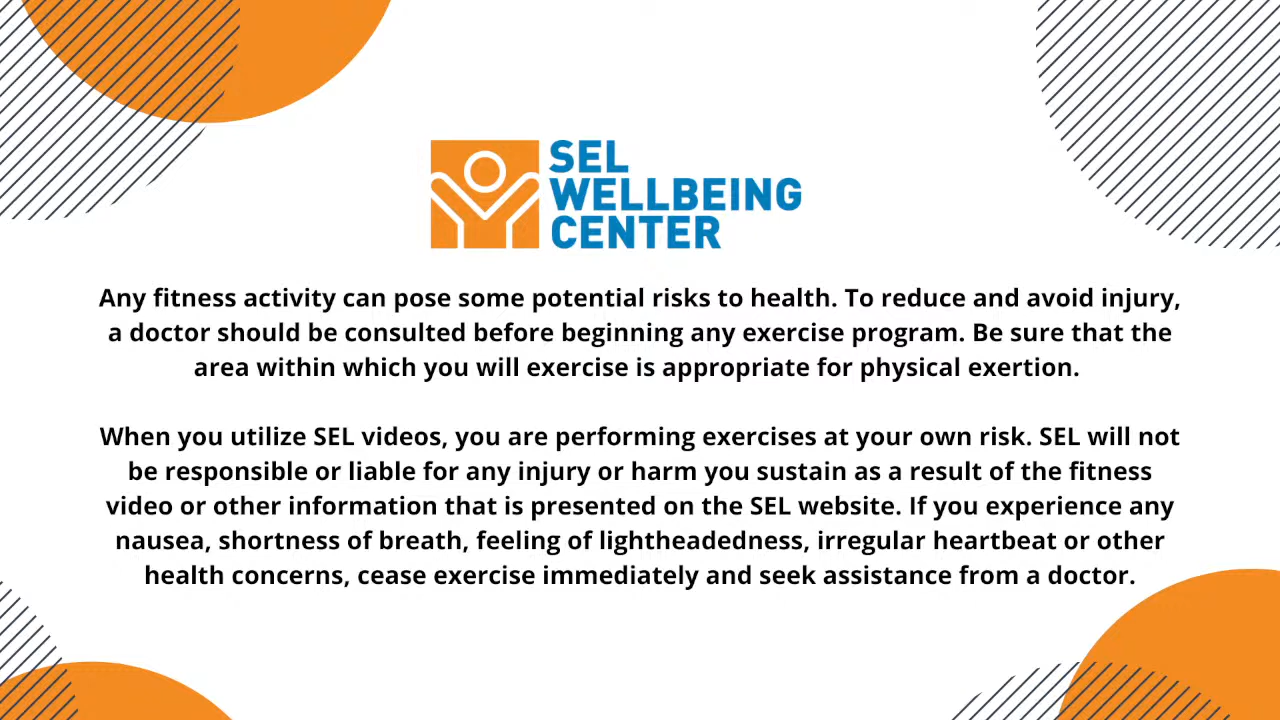 SEL
WELLBEING
CENTER
Any fitness activity can pose some potential risks to health. To reduce and avoid injury,
a doctor should be consulted before beginning any exercise program. Be sure that the
area within which you will exercise is appropriate for physical exertion.
When you utilize SEL videos, you are performing exercises at your own risk. SEL will not
be responsible or liable for any injury or harm you sustain as a result of the fitness
video or other information that is presented on the SEL website. If you experience any
nausea, shortness of breath, feeling of lightheadedness, irregular heartbeat or other
health concerns, cease exercise immediately and seek assistance from a doctor.